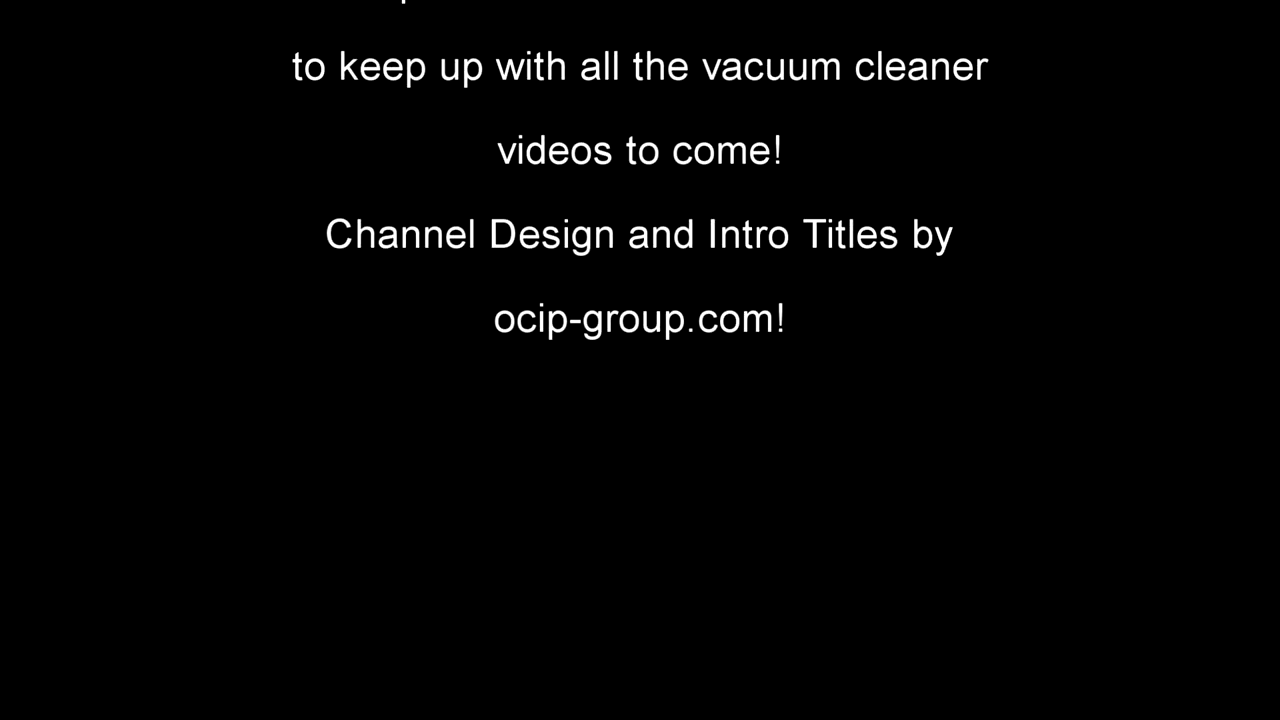 to keep up with all the vacuum cleaner
videos to come!
Channel Design and Intro Titles by
ocip-group.com!